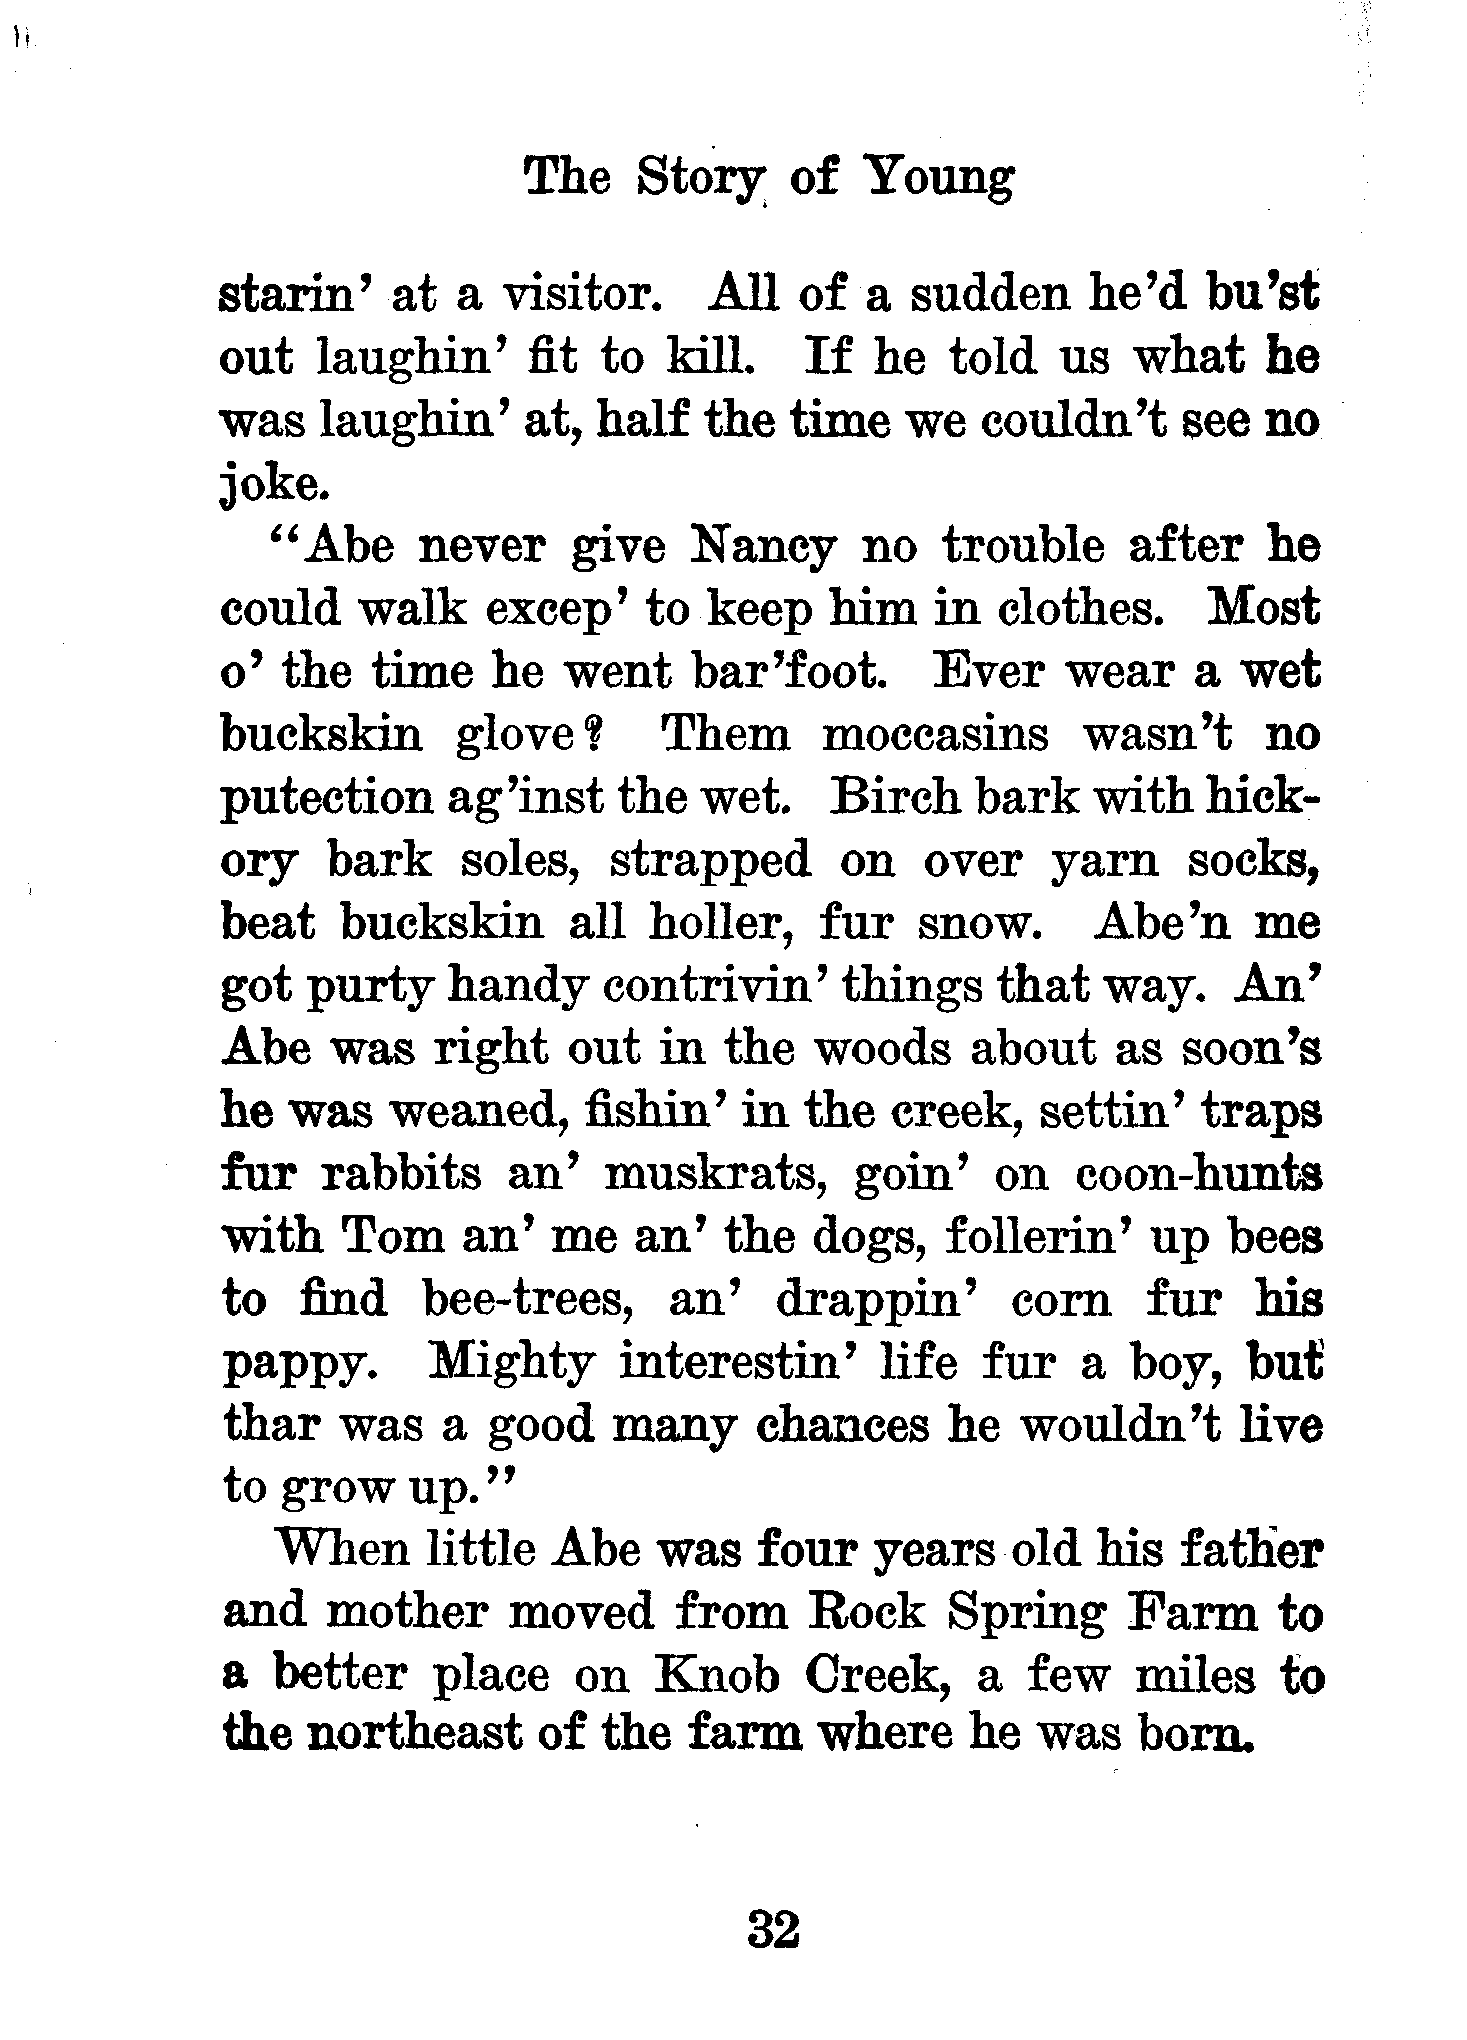 The Story of Young
starin’ at a visitor. All of a sudden he’d bu’st
out laughin’ fit to kill. If he told us what he
was laughin’ at, half the time we couldn’t see no
joke.
“Abe never give Nancy no trouble after he
could walk excep’ to keep him in clothes. Most
o’ the time he went bar’foot. Ever wear a wet
buckskin glove? Them moccasins wasn’t no
putection ag’inst the wet. Birch bark with hick-
ory bark soles, strapped on over yarn socks,
beat buckskin all holler, fur snow. Abe’n me
got purty handy contrivin’ things that way. An’
Abe was right out in the woods about as soon’s
he was weaned, fishin’ in the creek, settin’ traps
fur rabbits an’ muskrats, goin’ on coon-hunts
with Tom an’ me an’ the dogs, follerin’ up bees
to find bee-trees, an’ drappin’ corn fur his
pappy. Mighty interestin’ life fur a boy, but
thar was a good many chances he wouldn’t live
to grow up.”
When little Abe was four years old his father
and mother moved from Rock Spring Farm to
a better place on Knob Creek, a few miles to
the northeast of the farm where he was born.
32